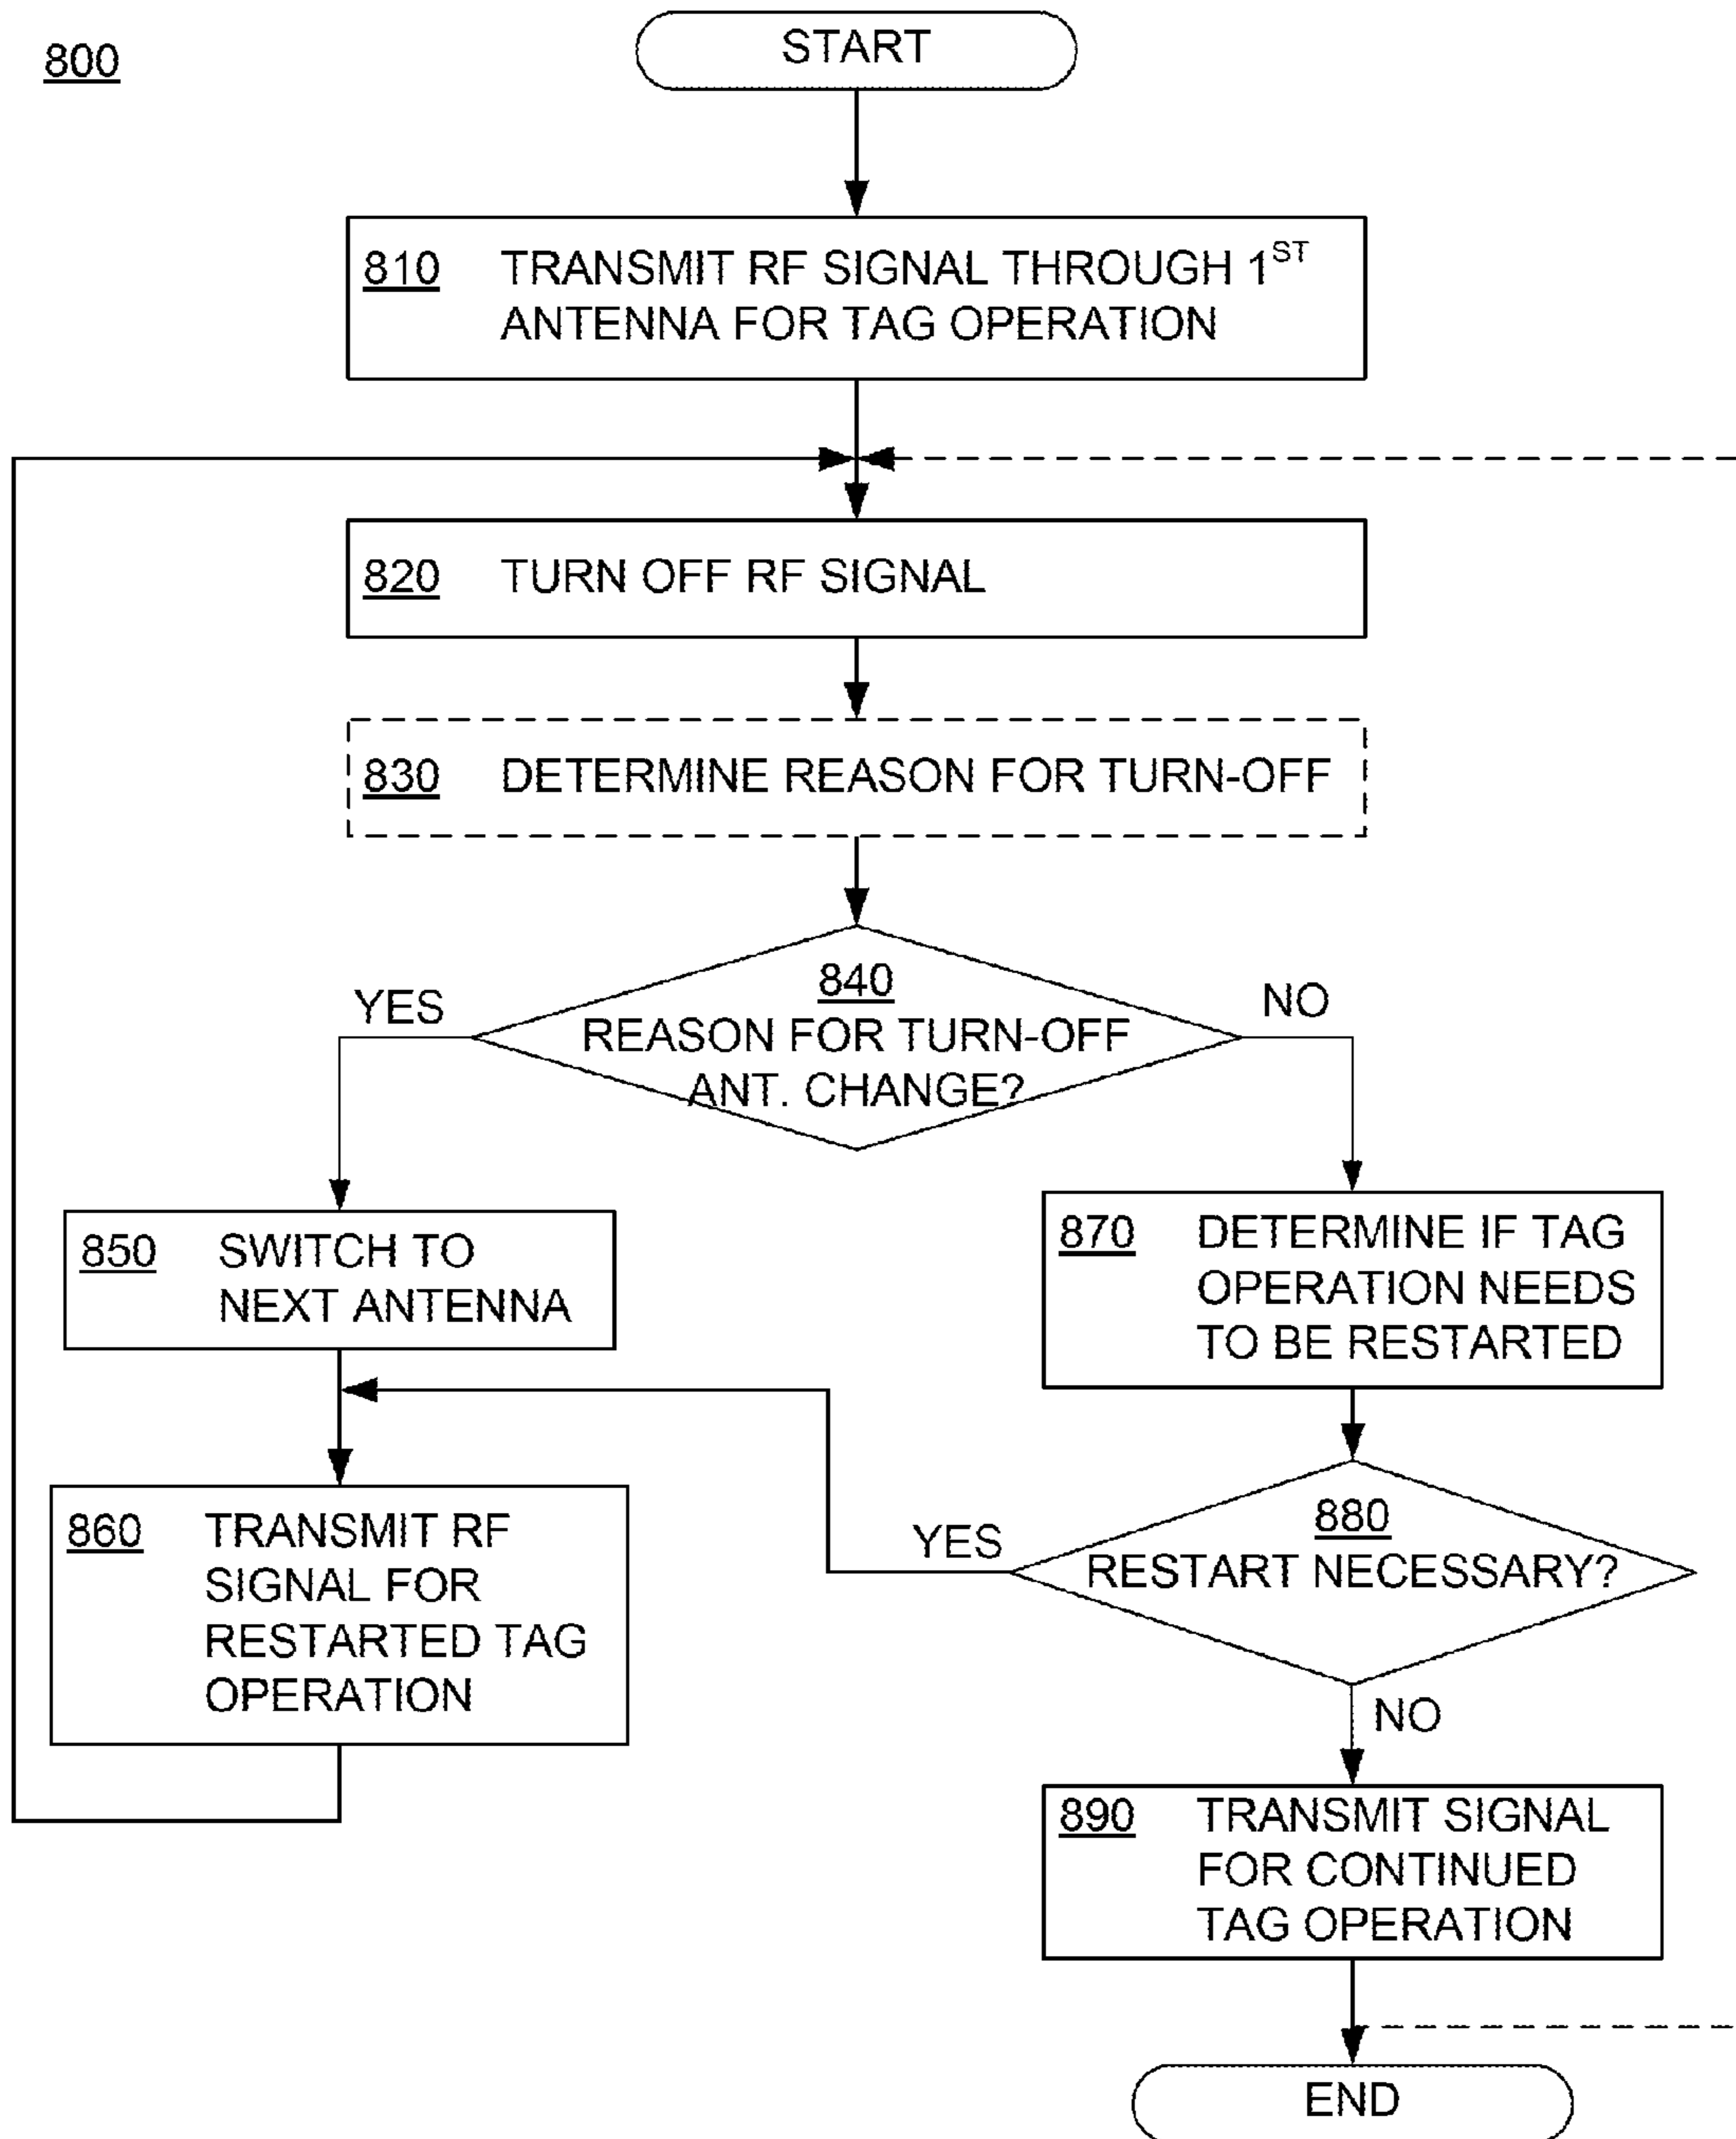 800
START
810 TRANSMIT RF SIGNAL THROUGH 1ST
ANTENNA FOR TAG OPERATION
820 TURN OFF RF SIGNAL
830 DETERMINE REASON FOR TURN-OFF
840
REASON FOR TURN-OFF
ANT. CHANGE?
YES
NO
850 SWITCH TO
NEXT ANTENNA
870 DETERMINE IF TAG
OPERATION NEEDS
TO BE RESTARTED
860 TRANSMIT RF
SIGNAL FOR
RESTARTED TAG
OPERATION
880
RESTART NECESSARY?
YES
NO
890 TRANSMIT SIGNAL
FOR CONTINUED
TAG OPERATION
END